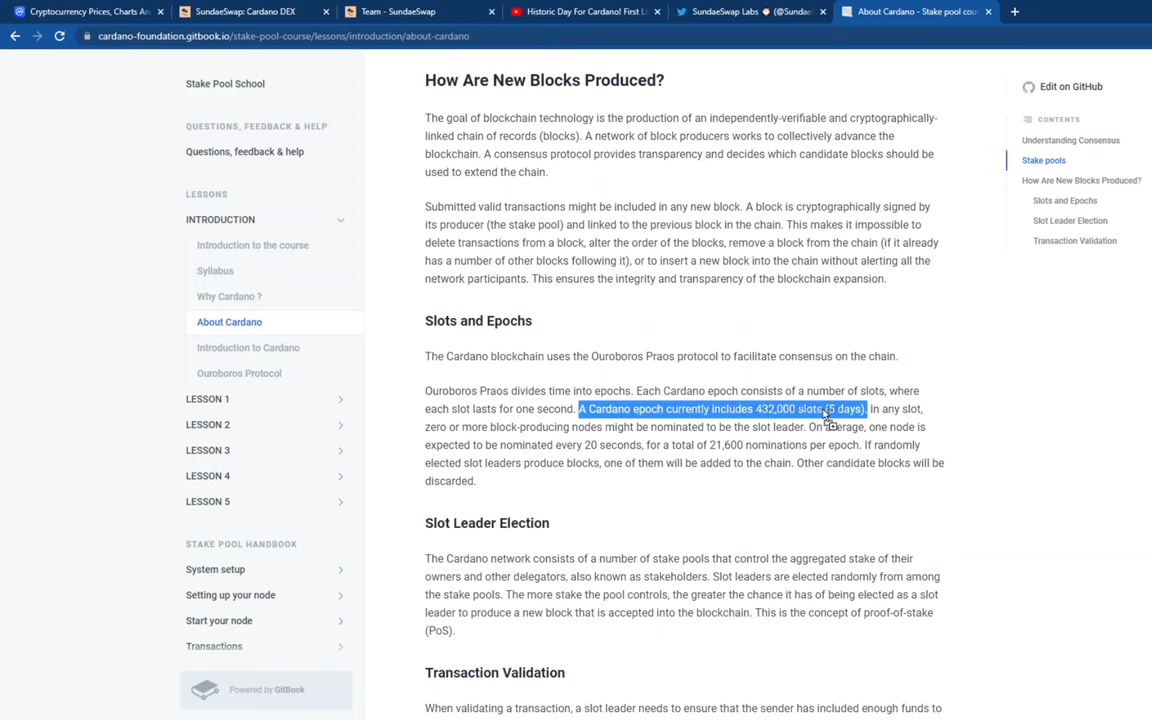 Cryptocurrency Prices, Charts An
SundaeSwap: Cardano DEX
Team - SundaeSwap
Historic Day For Cardano! First L
SundaeSwap Labs (@Sundae
About Cardano - Stake pool cou
cardano-foundation.gitbook.io/stake-pool-course/lessons/introduction/about-cardano
Stake Pool School
QUESTIONS, FEEDBACK & HELP
Questions, feedback & help
LESSONS
INTRODUCTION
Introduction to the course
Syllabus
Why Cardano ?
About Cardano
Introduction to Cardano
Ouroboros Protocol
LESSON 1
LESSON 2
LESSON 3
LESSON 4
LESSON 5
STAKE POOL HANDBOOK
System setup
Setting up your node
Start your node
Transactions
Powered by GitBook
How Are New Blocks Produced?
The goal of blockchain technology is the production of an independently-verifiable and cryptographically-
linked chain of records (blocks). A network of block producers works to collectively advance the
blockchain. A consensus protocol provides transparency and decides which candidate blocks should be
used to extend the chain.
Submitted valid transactions might be included in any new block. A block is cryptographically signed by
its producer (the stake pool) and linked to the previous block in the chain. This makes it impossible to
delete transactions from a block, alter the order of the blocks, remove a block from the chain (if it already
has a number of other blocks following it), or to insert a new block into the chain without alerting all the
network participants. This ensures the integrity and transparency of the blockchain expansion.
Slots and Epochs
The Cardano blockchain uses the Ouroboros Praos protocol to facilitate consensus on the chain.
Ouroboros Praos divides time into epochs. Each Cardano epoch consists of a number of slots, where
each slot lasts for one second. A Cardano epoch currently includes 432,000 slots (5 days). In any slot,
zero or more block-producing nodes might be nominated to be the slot leader. On average, one node is
expected to be nominated every 20 seconds, for a total of 21,600 nominations per epoch. If randomly
elected slot leaders produce blocks, one of them will be added to the chain. Other candidate blocks will be
discarded.
Slot Leader Election
The Cardano network consists of a number of stake pools that control the aggregated stake of their
owners and other delegators, also known as stakeholders. Slot leaders are elected randomly from among
the stake pools. The more stake the pool controls, the greater the chance it has of being elected as a slot
leader to produce a new block that is accepted into the blockchain. This is the concept of proof-of-stake
(PoS).
Transaction Validation
When validating a transaction, a slot leader needs to ensure that the sender has included enough funds to
Edit on GitHub
CONTENTS
Understanding Consensus
Stake pools
How Are New Blocks Produced?
Slots and Epochs
Slot Leader Election
Transaction Validation